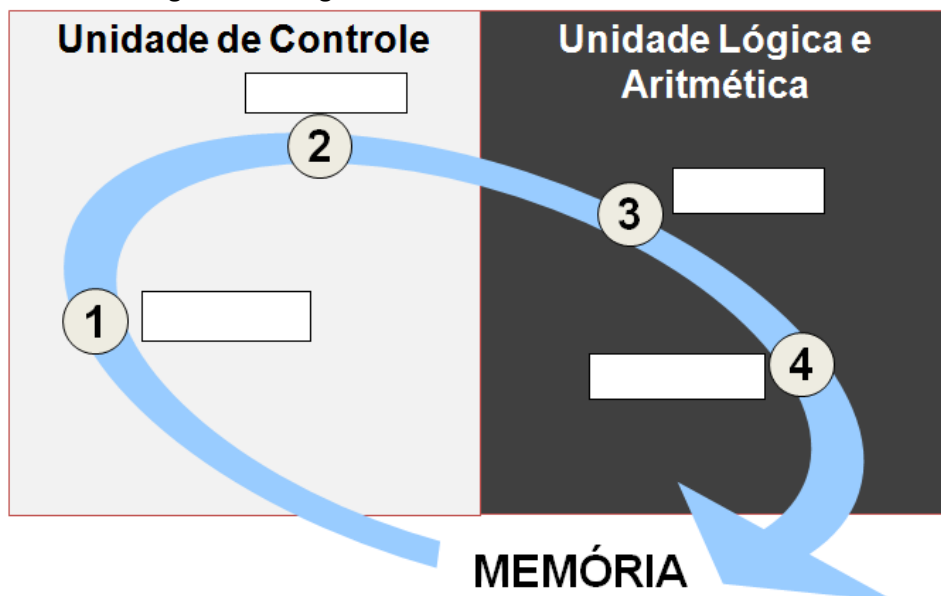 Unidade de Controle
Unidade Lógica e
Aritmética
2
3
1
4
MEMÓRIA